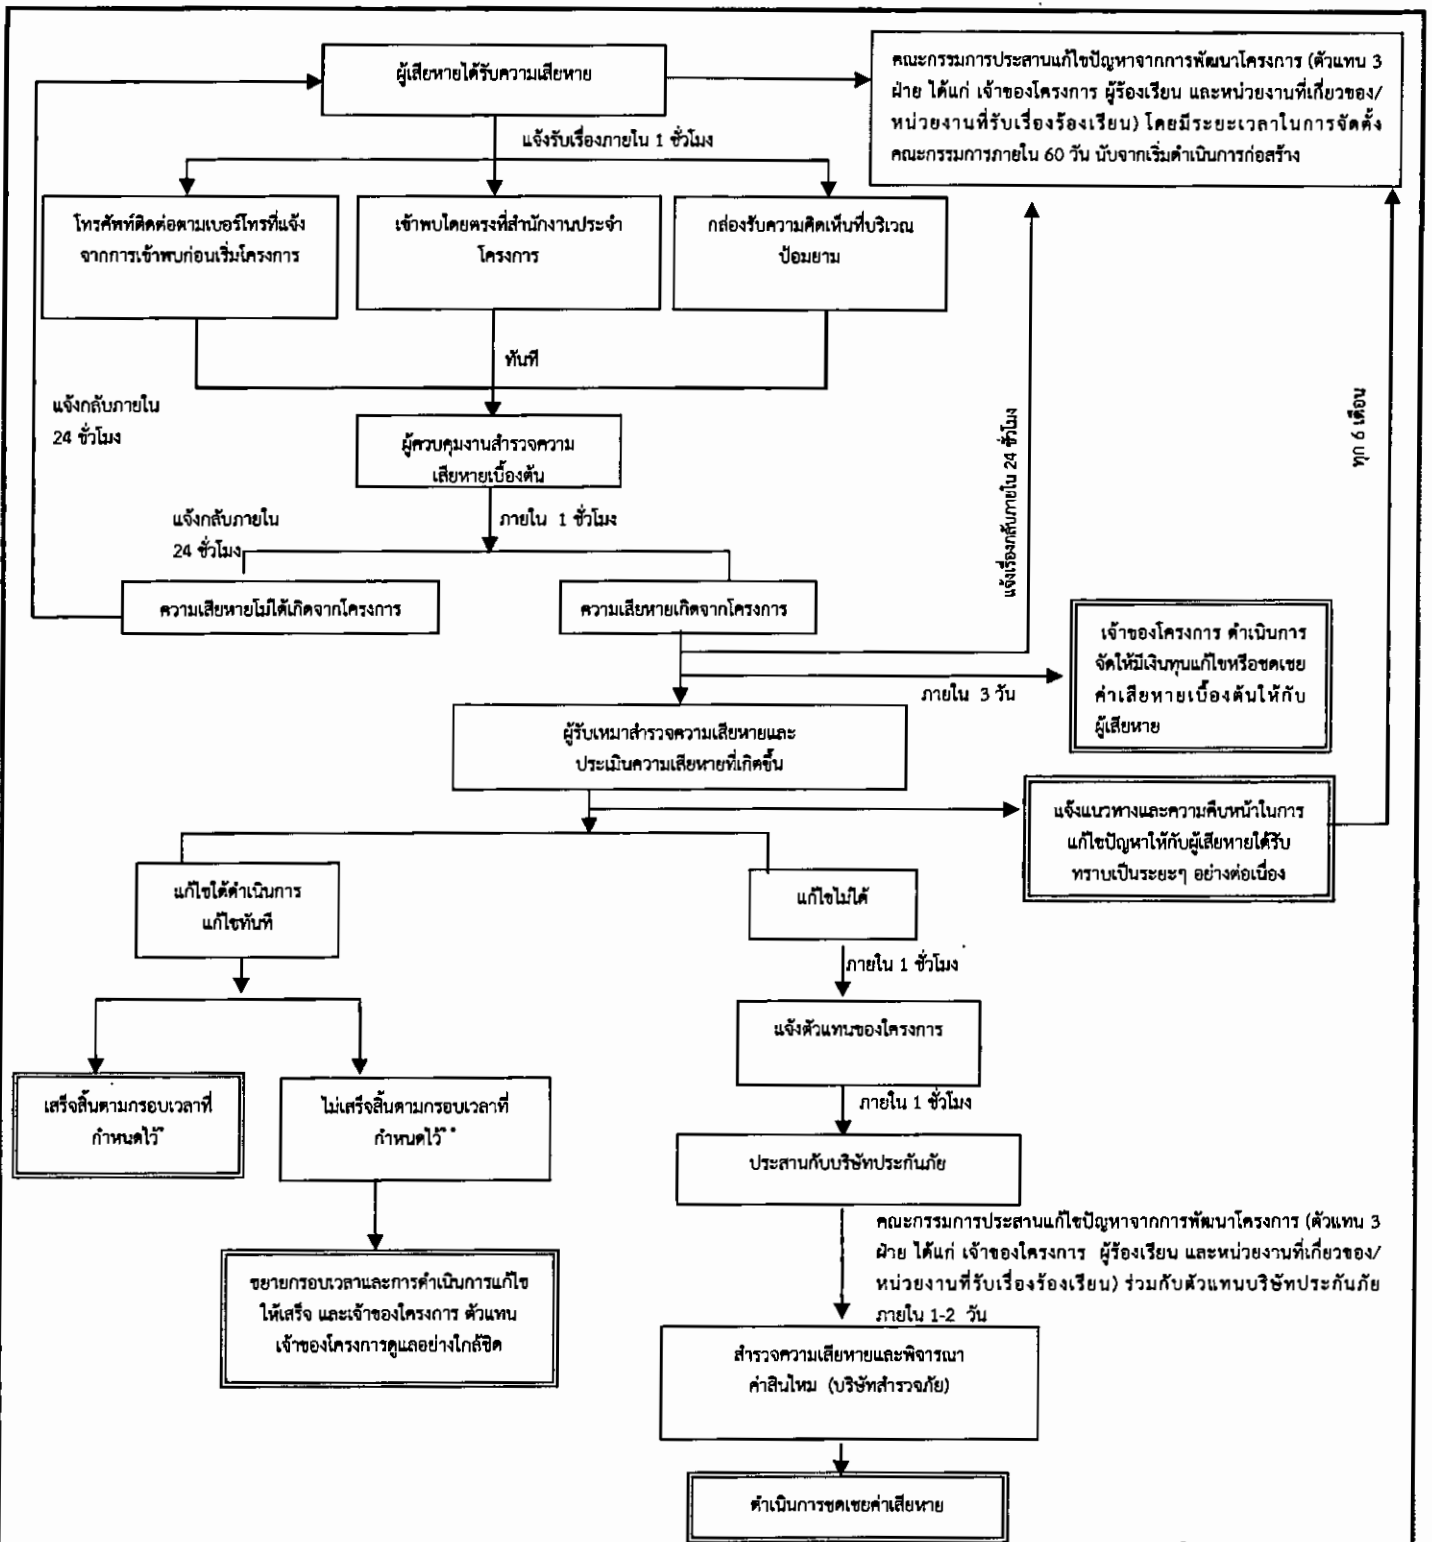 ผู้เสียหายได้รับความเสียหาย
คณะกรรมการประสานแก้ไขปัญหาจากการพัฒนาโครงการ (ตัวแทน 3
ฝ่าย ได้แก่ เจ้าของโครงการ ผู้ร้องเรียน และหน่วยงานที่เกี่ยวของ/
หน่วยงานที่รับเรื่องร้องเรียน) โดยมีระยะเวลาในการจัดตั้ง
คณะกรรมการภายใน 60 วัน นับจากเริ่มดำเนินการก่อสร้าง
แจ้งรับเรื่องภายใน 1 ชั่วโมง
โทรศัพท์ติดต่อตามเบอร์โทรที่แจ้ง
จากการเข้าพบก่อนเริ่มโครงการ
เข้าพบโดยตรงที่สำนักงานประจำ
โครงการ
กล่องรับความคิดเห็นที่บริเวณ
ป้อมยาม
ทันที
แจ้งกลับภายใน
24 ชั่วโมง
ผู้ควบคุมงานสำรวจความ
เสียหายเบื้องต้น
แจ้งเรื่องกลับภายใน 24 ชั่วโมง
ทุก 6 เดือน
แจ้งกลับภายใน
24 ชั่วโมง
ภายใน 1 ชั่วโมง
ความเสียหายไม่ได้เกิดจากโครงการ
ความเสียหายเกิดจากโครงการ
เจ้าของโครงการ ดำเนินการ
จัดให้มีเงินทุนแก้ไขหรือชดเชย
ค่าเสียหายเบื้องต้นให้กับ
ผู้เสียหาย
ภายใน 3 วัน
ผู้รับเหมาสำรวจความเสียหายและ
ประเมินความเสียหายที่เกิดขึ้น
แจ้งแนวทางและความคืบหน้าในการ
แก้ไขปัญหาให้กับผู้เสียหายได้รับ
ทราบเป็นระยะๆ อย่างต่อเนื่อง
แก้ไขได้ดำเนินการ
แก้ไขทันที
แก้ไขไม่ได้
ภายใน 1 ชั่วโมง
แจ้งตัวแทนของโครงการ
เสร็จสิ้นตามกรอบเวลาที่
กำหนดไว้*
ไม่เสร็จสิ้นตามกรอบเวลาที่
กำหนดไว้**
ภายใน 1 ชั่วโมง
ประสานกับบริษัทประกันภัย
คณะกรรมการประสานแก้ไขปัญหาจากการพัฒนาโครงการ (ตัวแทน 3
ฝ่าย ได้แก่ เจ้าของโครงการ ผู้ร้องเรียน และหน่วยงานที่เกี่ยวของ/
หน่วยงานที่รับเรื่องร้องเรียน) ร่วมกับตัวแทนบริษัทประกันภัย
ภายใน 1-2 วัน
ขยายกรอบเวลาและการดำเนินการแก้ไข
ให้เสร็จ และเจ้าของโครงการ ตัวแทน
เจ้าของโครงการดูแลอย่างใกล้ชิด
สำรวจความเสียหายและพิจารณา
ค่าสินไหม (บริษัทสำรวจภัย)
ดำเนินการชดเชยค่าเสียหาย